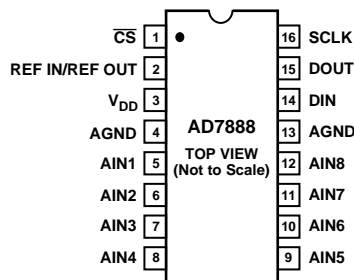 C̅S̅ 1 16 SCLK
REF IN/REF OUT 2 15 DOUT
VDD 3 14 DIN
AGND 4 13 AGND
AD7888
AIN1 5 12 AIN8
TOP VIEW
(Not to Scale)
AIN2 6 11 AIN7
AIN3 7 10 AIN6
AIN4 8 9 AIN5